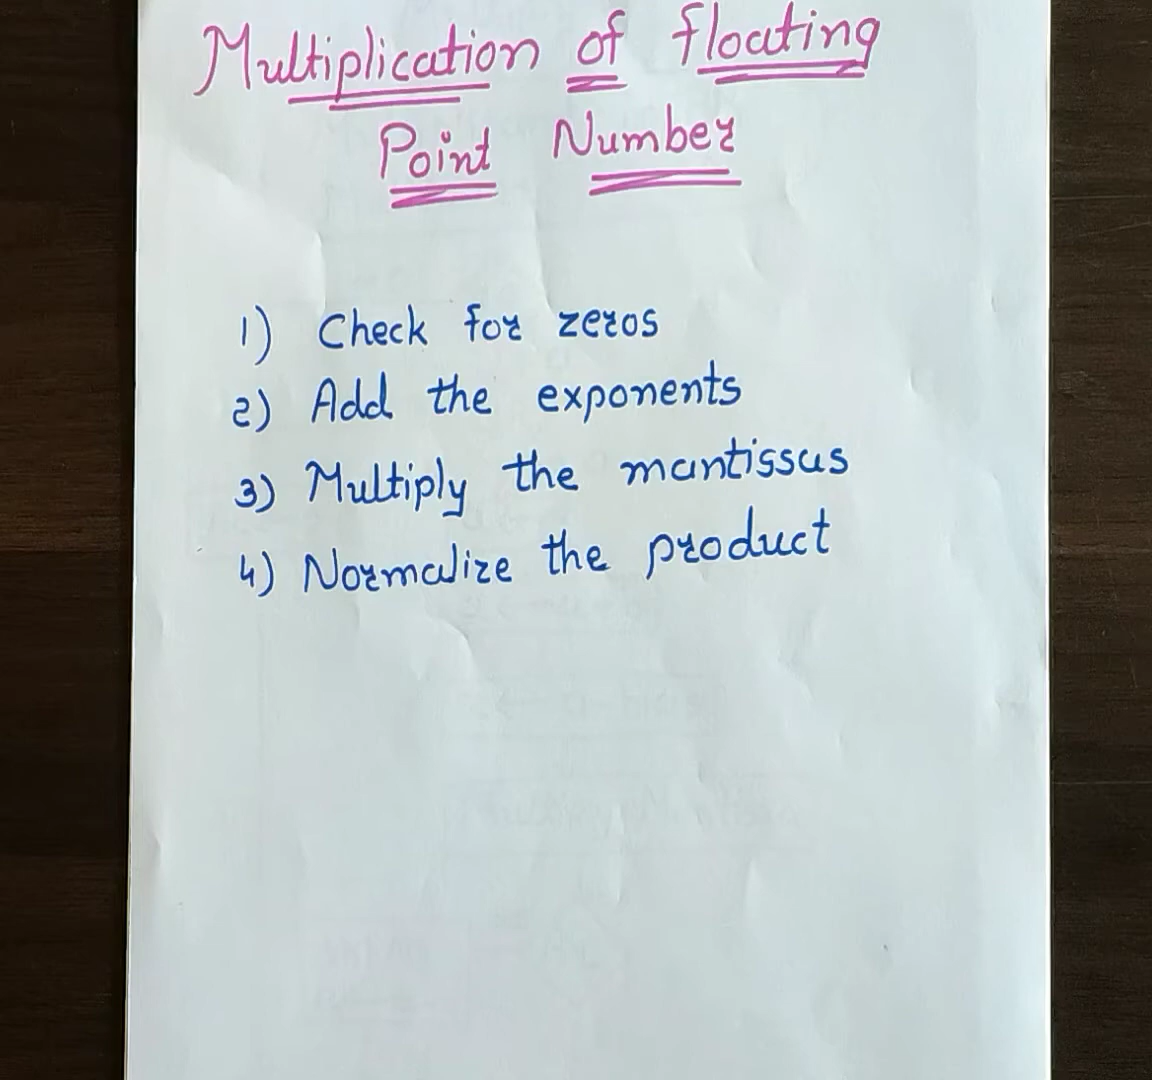 Multiplication of floating
Point Number
1) Check for zeros
2) Add the exponents
3) Multiply the mantissas
4) Normalize the product